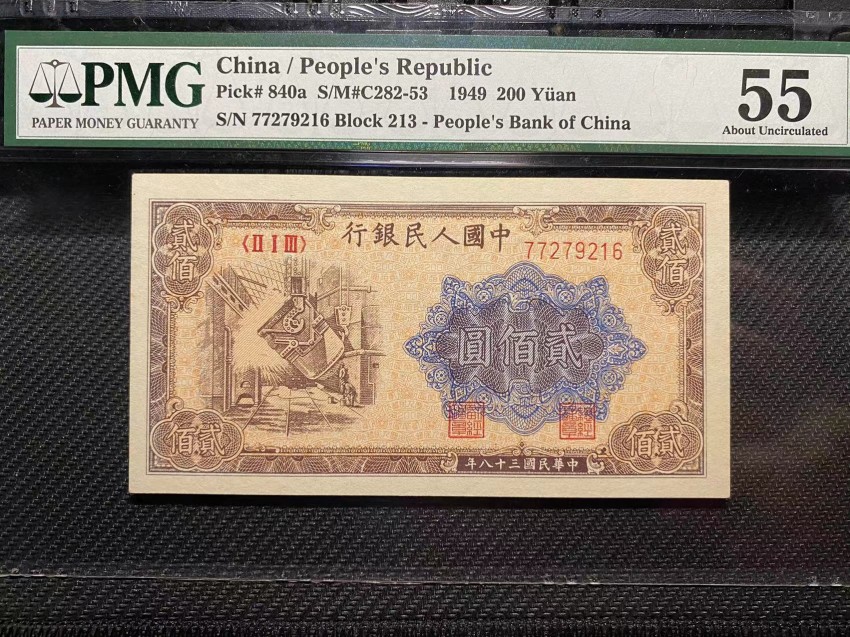 PMG
PAPER MONEY GUARANTY
China / People's Republic
Pick# 840a S/M#C282-53 1949 200 Yüan
S/N 77279216 Block 213 - People's Bank of China
55
About Uncirculated
行銀民人國中
〈II I III〉
77279216
貳佰
貳佰
圓佰貳
佰貳
佰貳
年八十三國民華中